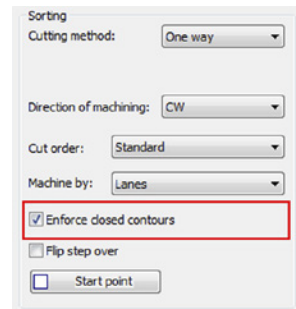 Sorting
Cutting method: One way
Direction of machining: CW
Cut order: Standard
Machine by: Lanes
Enforce closed contours
Flip step over
Start point